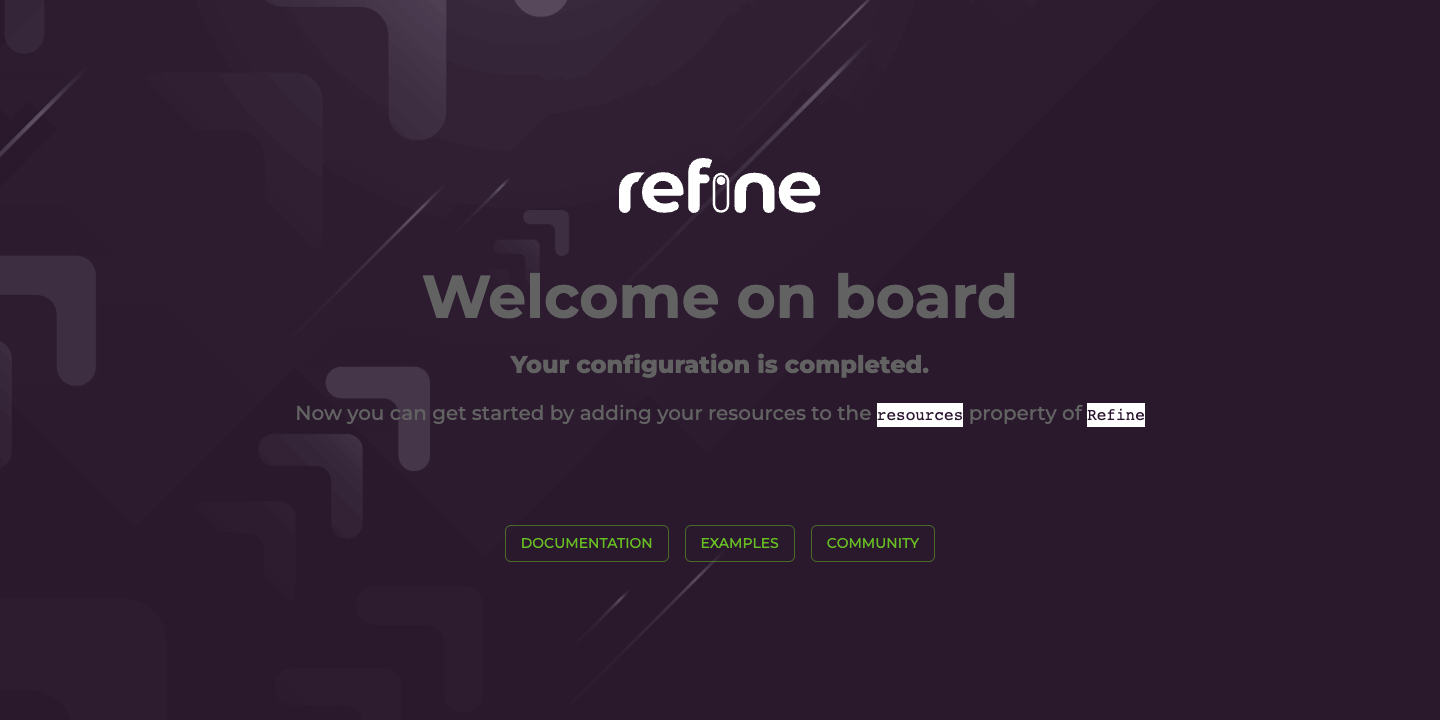 refine
Welcome on board
Your configuration is completed.
Now you can get started by adding your resources to the resources property of Refine
DOCUMENTATION
EXAMPLES
COMMUNITY